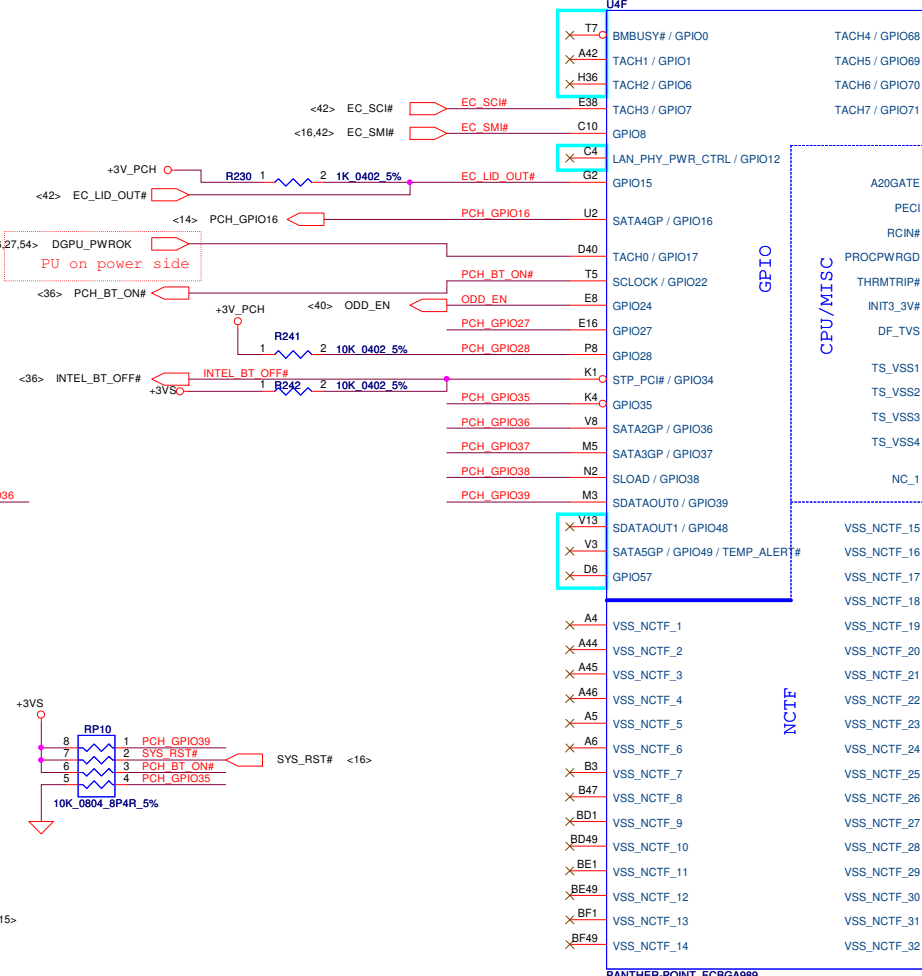 U4F
T7 BMBUSY# / GPIO0 TACH4 / GPIO68
A42 TACH1 / GPIO1 TACH5 / GPIO69
H36 TACH2 / GPIO6 TACH6 / GPIO70
<42> EC_SCI# EC_SCI# E38 TACH3 / GPIO7 TACH7 / GPIO71
<16,42> EC_SMI# EC_SMI# C10 GPIO8
C4 LAN_PHY_PWR_CTRL / GPIO12
+3V_PCH
R230 1 2 1K_0402_5% EC_LID_OUT# G2 GPIO15 A20GATE
<42> EC_LID_OUT#
PECI
<14> PCH_GPIO16 PCH_GPIO16 U2 SATA4GP / GPIO16
RCIN#
,27,54> DGPU_PWROK D40 TACH0 / GPIO17 PROCPWRGD
PU on power side
GPIO
CPU/MISC
PCH_BT_ON# T5 SCLOCK / GPIO22 THRMTRIP#
<36> PCH_BT_ON#
<40> ODD_EN ODD_EN E8 GPIO24 INIT3_3V#
+3V_PCH
PCH_GPIO27 E16 GPIO27 DF_TVS
R241
1 2 10K_0402_5% PCH_GPIO28 P8 GPIO28
TS_VSS1
<36> INTEL_BT_OFF# INTEL_BT_OFF# K1 STP_PCI# / GPIO34
+3VS 1 R242 2 10K_0402_5%
TS_VSS2
PCH_GPIO35 K4 GPIO35
TS_VSS3
PCH_GPIO36 V8 SATA2GP / GPIO36
TS_VSS4
PCH_GPIO37 M5 SATA3GP / GPIO37
PCH_GPIO38 N2 SLOAD / GPIO38 NC_1
O36
PCH_GPIO39 M3 SDATAOUT0 / GPIO39
V13 SDATAOUT1 / GPIO48 VSS_NCTF_15
V3 SATA5GP / GPIO49 / TEMP_ALERT# VSS_NCTF_16
D6 GPIO57 VSS_NCTF_17
VSS_NCTF_18
A4 VSS_NCTF_1 VSS_NCTF_19
A44 VSS_NCTF_2 VSS_NCTF_20
A45 VSS_NCTF_3 VSS_NCTF_21
A46 VSS_NCTF_4 VSS_NCTF_22
NCTF
A5 VSS_NCTF_5 VSS_NCTF_23
A6 VSS_NCTF_6 VSS_NCTF_24
B3 VSS_NCTF_7 VSS_NCTF_25
B47 VSS_NCTF_8 VSS_NCTF_26
BD1 VSS_NCTF_9 VSS_NCTF_27
BD49 VSS_NCTF_10 VSS_NCTF_28
BE1 VSS_NCTF_11 VSS_NCTF_29
BE49 VSS_NCTF_12 VSS_NCTF_30
BF1 VSS_NCTF_13 VSS_NCTF_31
BF49 VSS_NCTF_14 VSS_NCTF_32
+3VS
RP10
8 1 PCH_GPIO39
7 2 SYS_RST# SYS_RST# <16>
6 3 PCH_BT_ON#
5 4 PCH_GPIO35
10K_0804_8P4R_5%
15>
PANTHER-POINT_FCBGA989